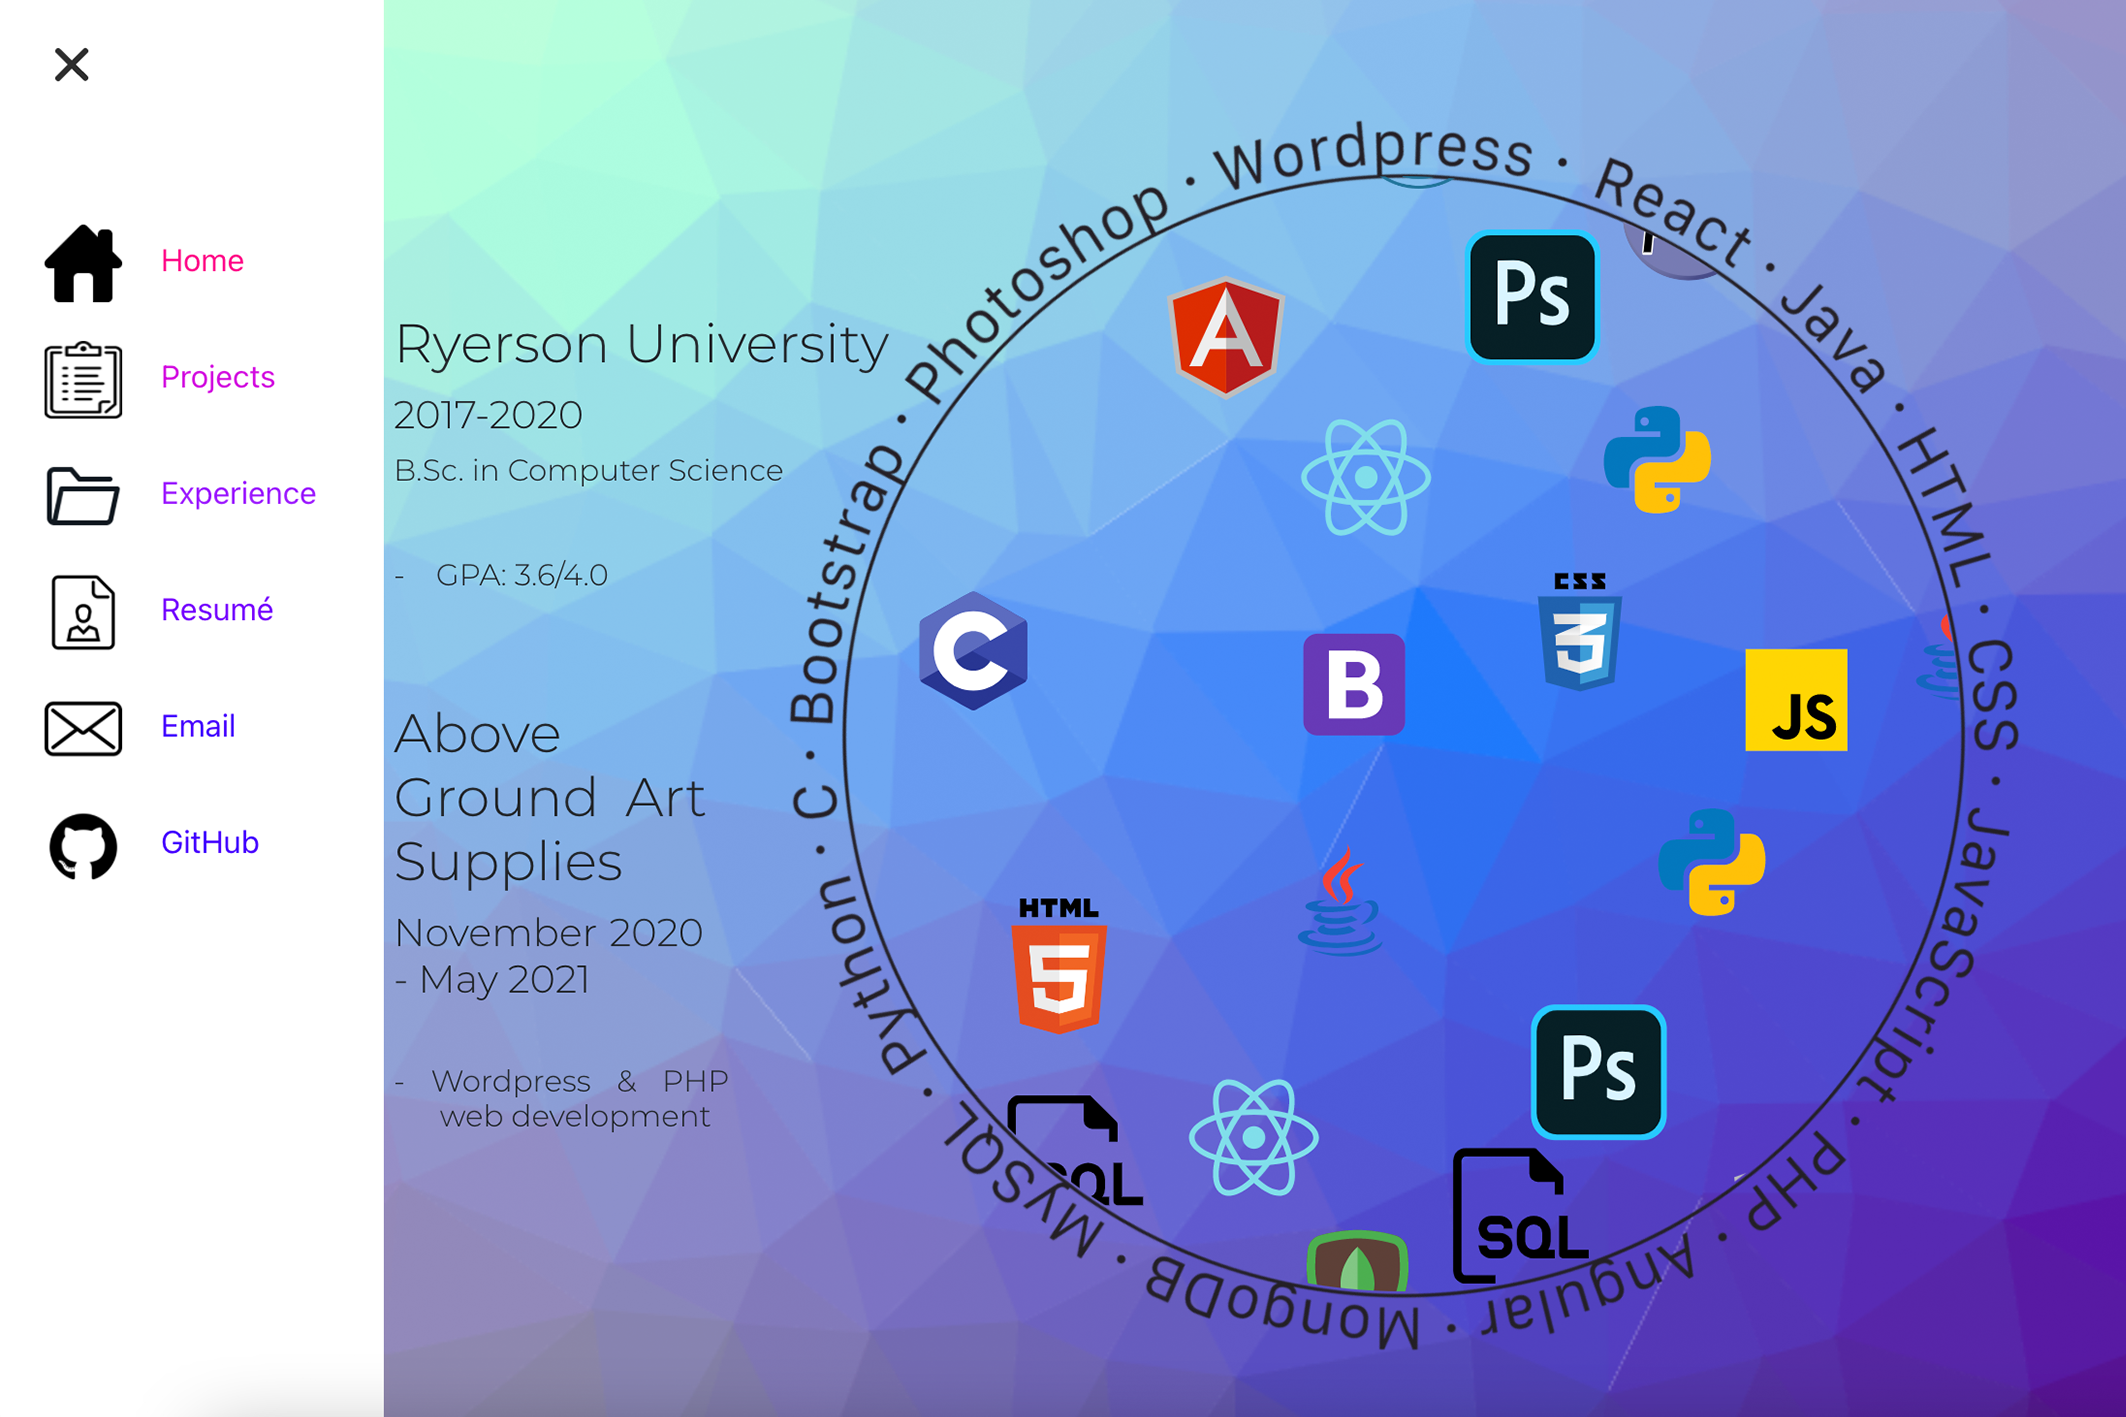 Home
Projects
Experience
Resumé
Email
GitHub
Ryerson University
2017-2020
B.Sc. in Computer Science
- GPA: 3.6/4.0
Above
Ground Art
Supplies
November 2020
- May 2021
- Wordpress & PHP
web development
Wordpress · React · Java · HTML · CSS · JavaScript · PHP · Angular · MongoDB · MySQL · Python · C · Bootstrap · Photoshop ·
Ps
A
C
CSS
3
B
JS
HTML
5
Ps
SQL
SQL